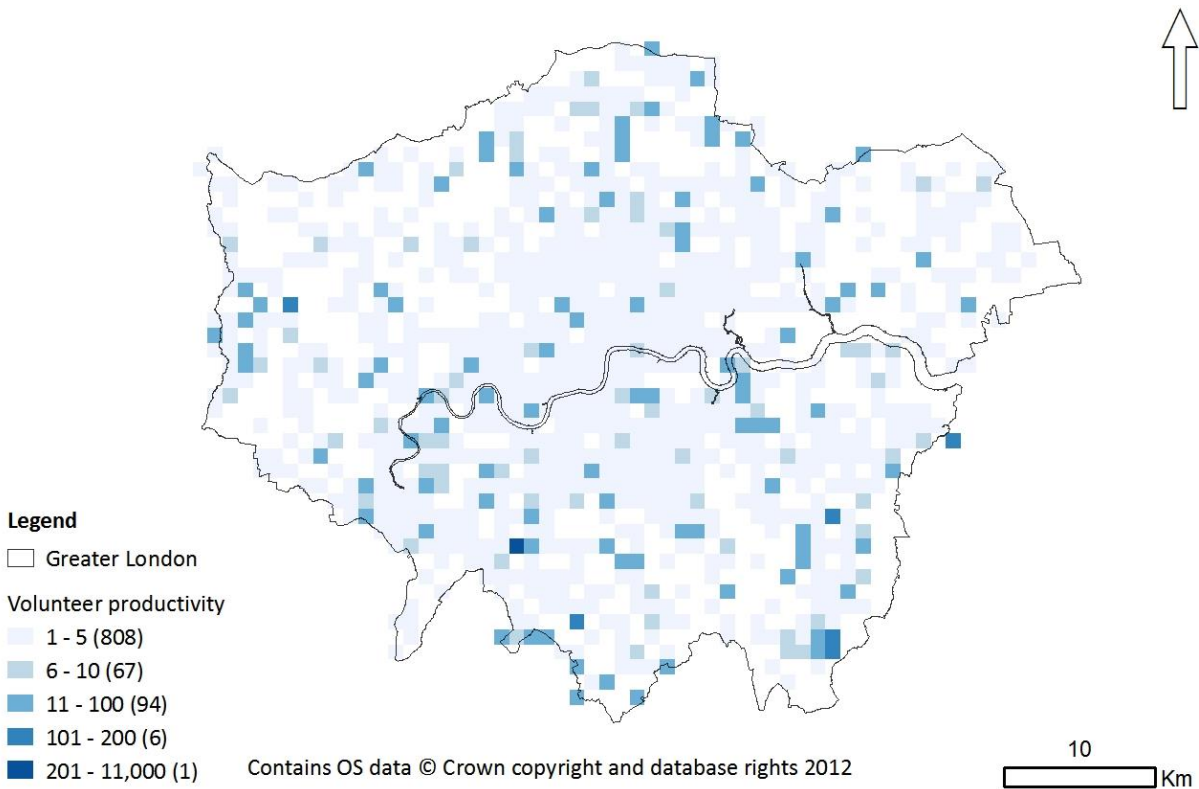 Legend
Greater London
Volunteer productivity
1 - 5 (808)
6 - 10 (67)
11 - 100 (94)
101 - 200 (6)
201 - 11,000 (1)
Contains OS data © Crown copyright and database rights 2012
10
Km